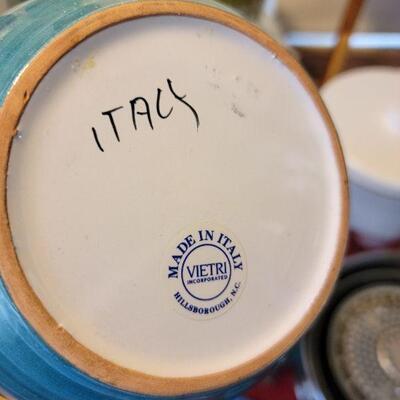 ITALY
MADE IN ITALY
VIETRI
INCORPORATED
HILLSBOROUGH, N.C.